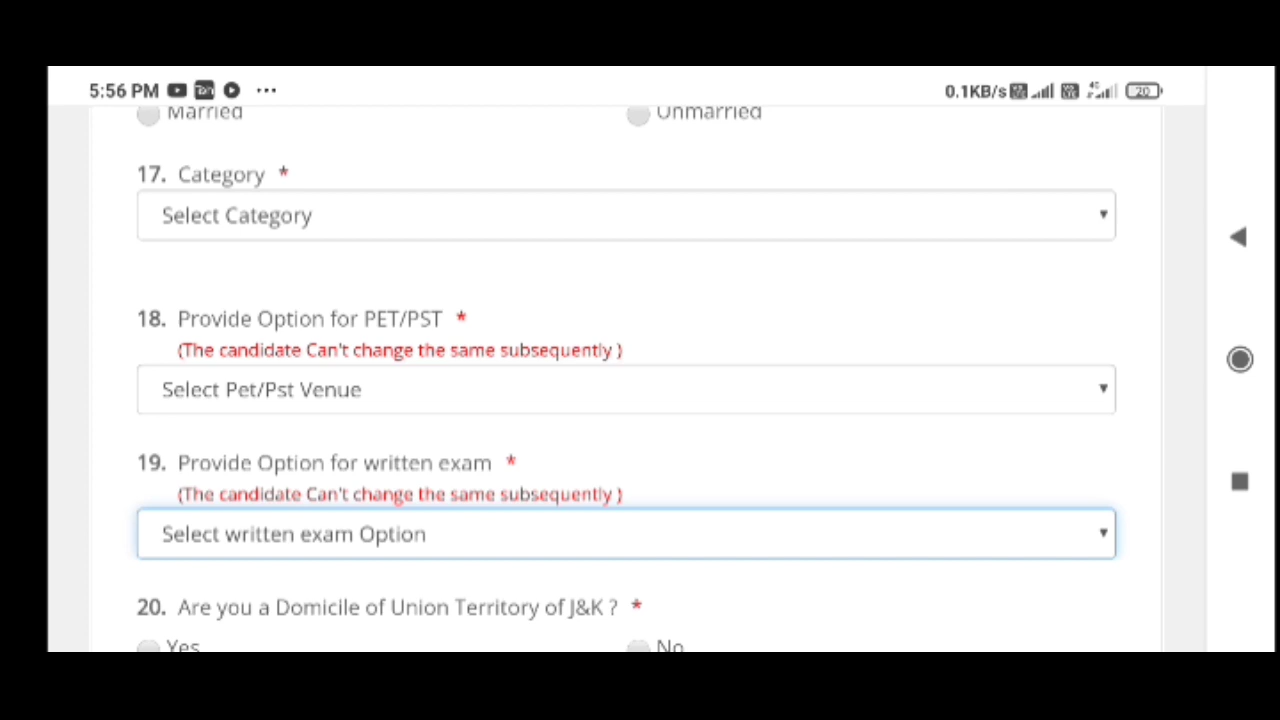 5:56 PM ... 0.1KB/s 20
Married Unmarried
17. Category *
Select Category
18. Provide Option for PET/PST *
(The candidate Can't change the same subsequently )
Select Pet/Pst Venue
19. Provide Option for written exam *
(The candidate Can't change the same subsequently )
Select written exam Option
20. Are you a Domicile of Union Territory of J&K ? *
Yes No